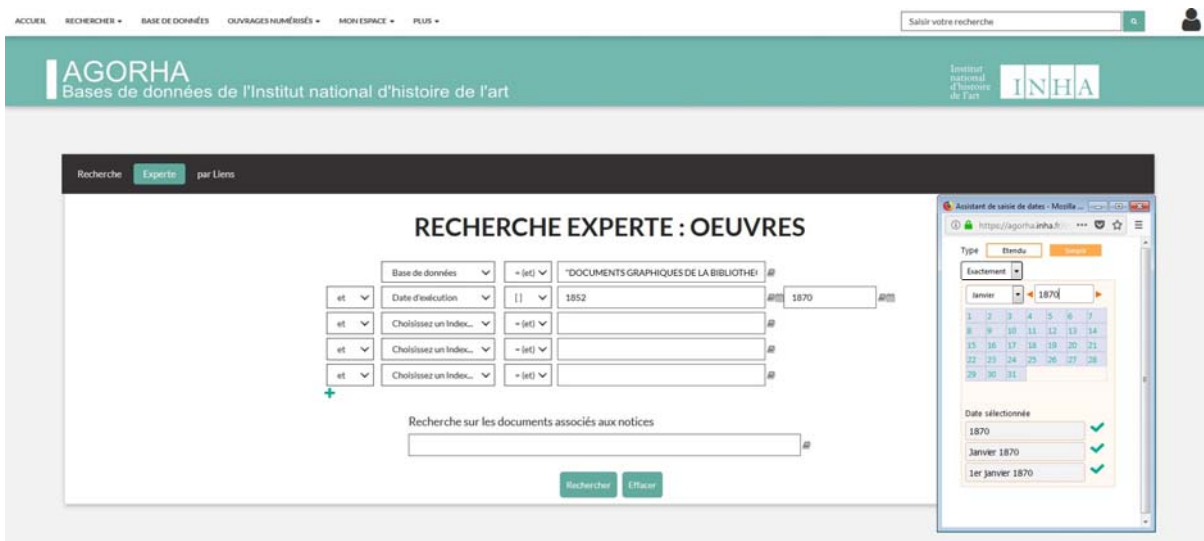 ACCUEIL RECHERCHER BASE DE DONNÉES OUVRAGES NUMÉRISÉS MON ESPACE PLUS Saisir votre recherche
AGORHA
Bases de données de l'Institut national d'histoire de l'art
Institut
national
d'histoire
de l'art
INHA
Recherche Experte par Liens
RECHERCHE EXPERTE : OEUVRES
Base de données = (et) "DOCUMENTS GRAPHIQUES DE LA BIBLIOTHE
et Date d'exécution [ ] 1852 1870
et Choisissez un Index... = (et)
et Choisissez un Index... = (et)
et Choisissez un Index... = (et)
+
Recherche sur les documents associés aux notices
Rechercher Effacer
Assistant de saisie de dates - Mozilla ...
https://agorha.inha.fr
Type Etendu Simple
Exactement
Janvier 1870
1 2 3 4 5 6 7
8 9 10 11 12 13 14
15 16 17 18 19 20 21
22 23 24 25 26 27 28
29 30 31
Date sélectionnée
1870
Janvier 1870
1er Janvier 1870